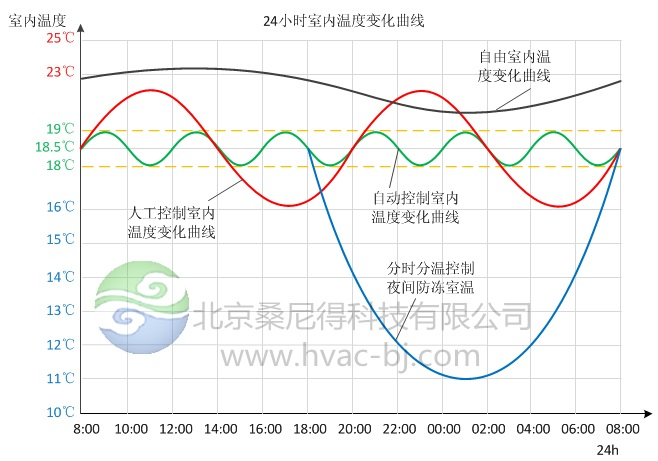 24小时室内温度变化曲线
室内温度
25℃
23℃
19℃
18.5℃
18℃
16℃
15℃
14℃
13℃
12℃
11℃
10℃
自由室内温
度变化曲线
人工控制室内
温度变化曲线
自动控制室内
温度变化曲线
分时分温控制
夜间防冻室温
北京桑尼得科技有限公司
www.hvac-bj.com
8:00 10:00 12:00 14:00 16:00 18:00 20:00 22:00 00:00 02:00 04:00 06:00 08:00
24h